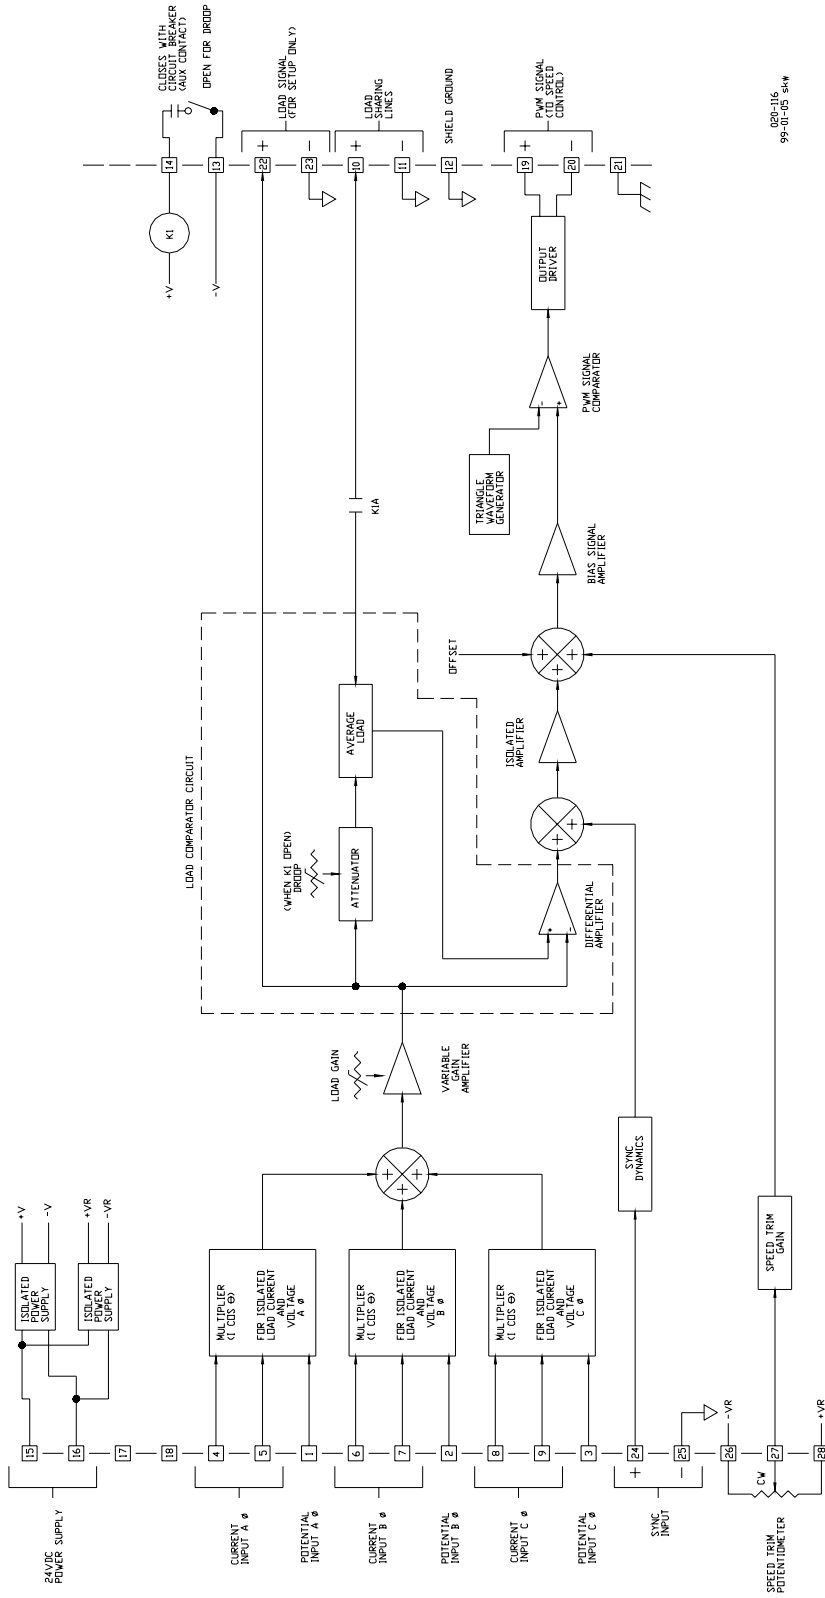 24VDC
POWER SUPPLY
15
16
17
18
ISOLATED
POWER
SUPPLY
ISOLATED
POWER
SUPPLY
+V
-V
+VR
-VR
CURRENT
INPUT A Ø
4
5
POTENTIAL
INPUT A Ø
1
MULTIPLIER
(I COS Θ)
FOR ISOLATED
LOAD CURRENT
AND
VOLTAGE
A Ø
CURRENT
INPUT B Ø
6
7
POTENTIAL
INPUT B Ø
2
MULTIPLIER
(I COS Θ)
FOR ISOLATED
LOAD CURRENT
AND
VOLTAGE
B Ø
CURRENT
INPUT C Ø
8
9
POTENTIAL
INPUT C Ø
3
MULTIPLIER
(I COS Θ)
FOR ISOLATED
LOAD CURRENT
AND
VOLTAGE
C Ø
+ + +
LOAD GAIN
VARIABLE
GAIN
AMPLIFIER
LOAD COMPARATOR CIRCUIT
(WHEN K1 OPEN)
DROOP
ATTENUATOR
AVERAGE
LOAD
K1A
+
-
DIFFERENTIAL
AMPLIFIER
SYNC
INPUT
+
-
24
25
SYNC
DYNAMICS
+ +
ISOLATED
AMPLIFIER
OFFSET
+ + +
BIAS SIGNAL
AMPLIFIER
TRIANGLE
WAVEFORM
GENERATOR
-
+
PWM SIGNAL
COMPARATOR
OUTPUT
DRIVER
SPEED TRIM
POTENTIOMETER
CW
26
27
28
-VR
+VR
SPEED TRIM
GAIN
+V
K1
-V
14
13
CLOSES WITH
CIRCUIT BREAKER
(AUX CONTACT)
OPEN FOR DROOP
22
+
23
-
LOAD SIGNAL
(FOR SETUP ONLY)
10
+
11
-
LOAD
SHARING
LINES
12
SHIELD GROUND
19
+
20
-
PWM SIGNAL
(TO SPEED
CONTROL)
21
020-116
99-01-05 skw